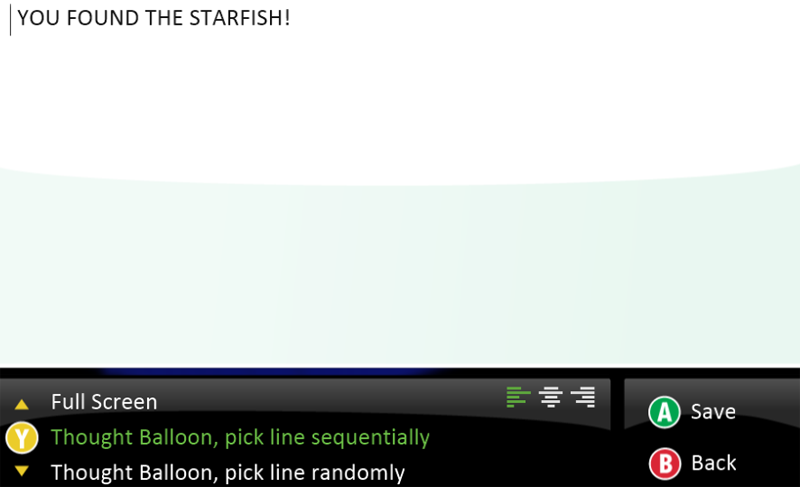 YOU FOUND THE STARFISH!
Full Screen
Y Thought Balloon, pick line sequentially
Thought Balloon, pick line randomly
A Save
B Back